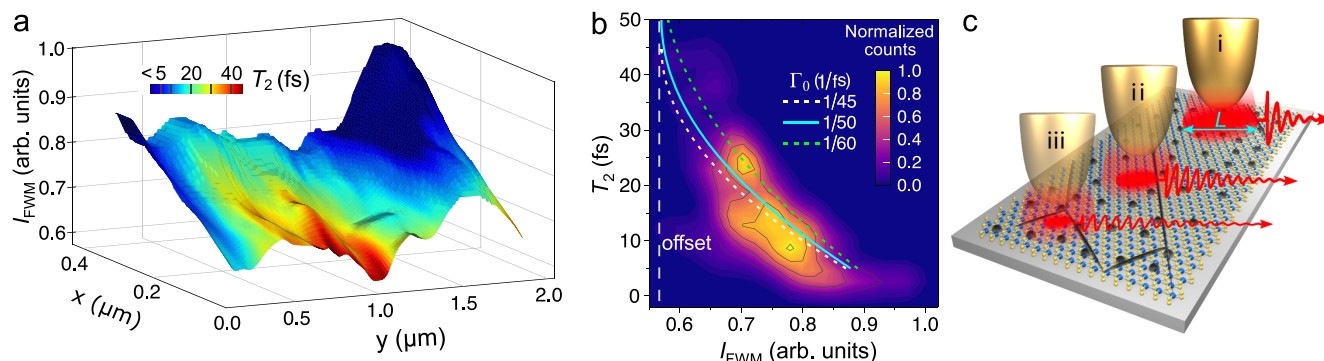 a
1.0
0.9
0.8
0.7
0.6
I_FWM (arb. units)
<5 20 40 T₂ (fs)
0.4
0.2
x (μm)
0.0
0.5
1.0
1.5
2.0
y (μm)
b
50
40
30
20
10
0
T₂ (fs)
Normalized
counts
1.0
0.8
0.6
0.4
0.2
0.0
Γ₀ (1/fs)
1/45
1/50
1/60
offset
0.6 0.7 0.8 0.9 1.0
I_FWM (arb. units)
c
i
ii
iii
L